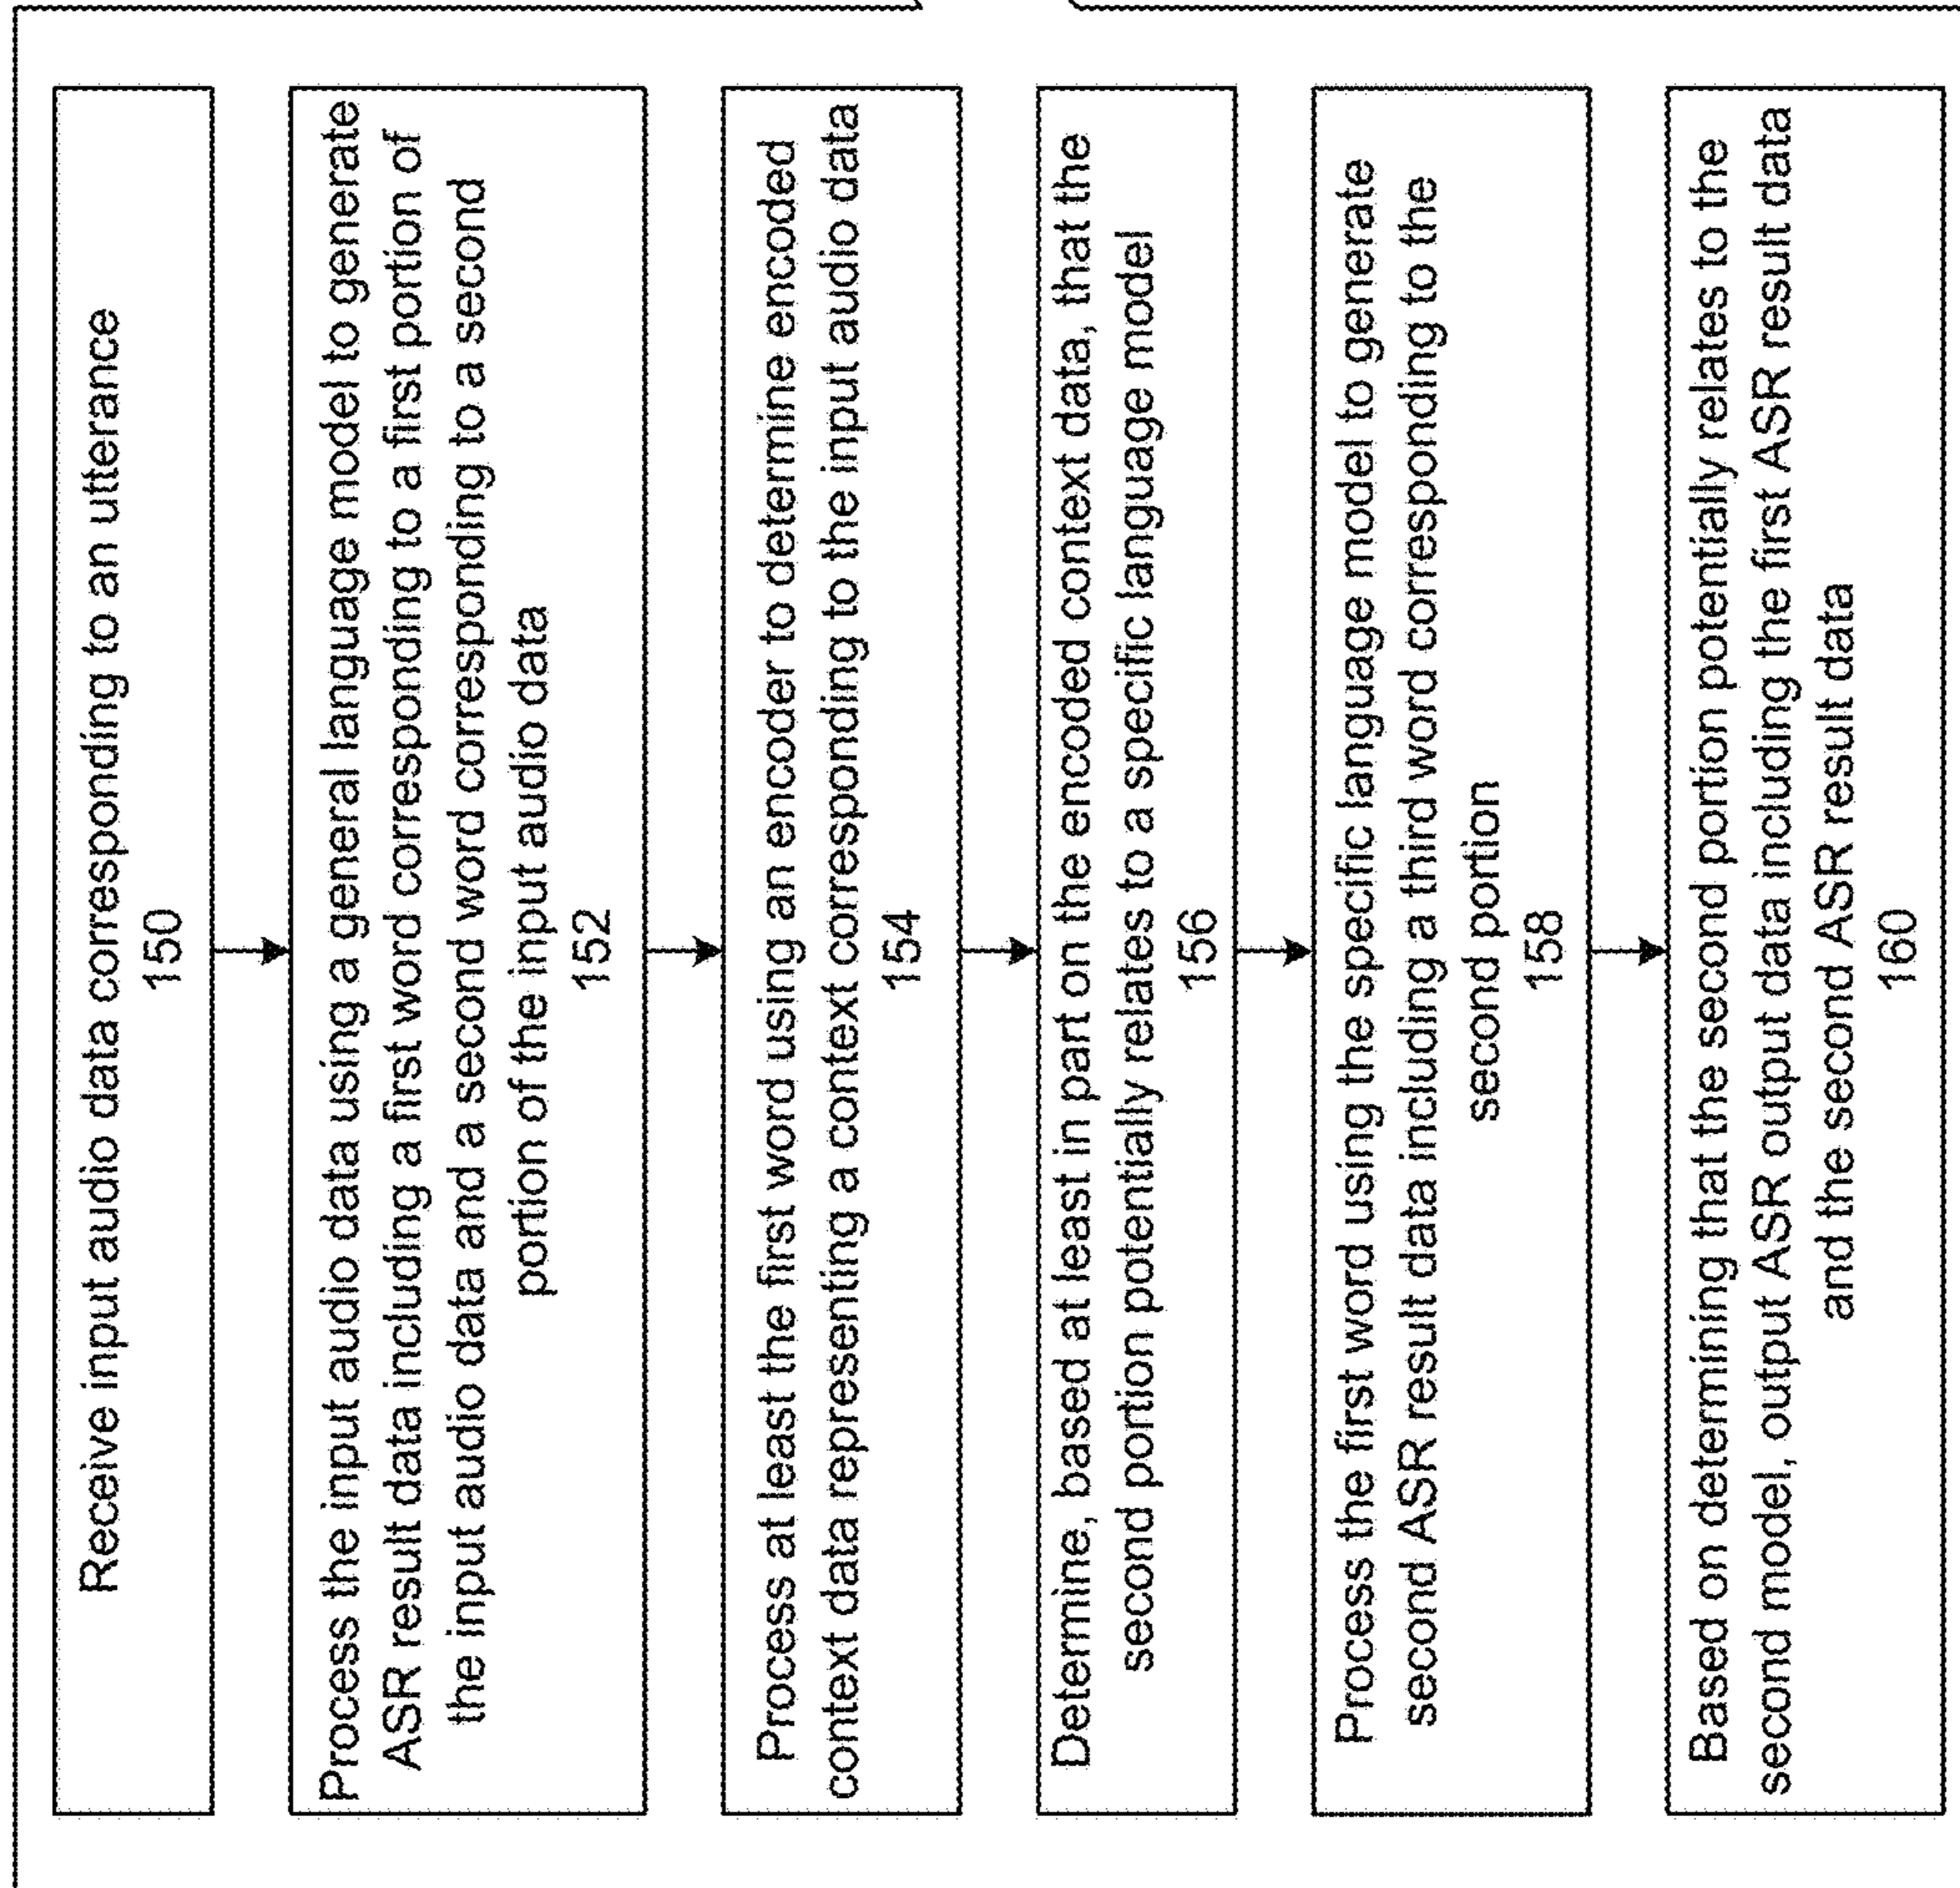 Receive input audio data corresponding to an utterance
150
Process the input audio data using a general language model to generate
ASR result data including a first word corresponding to a first portion of
the input audio data and a second word corresponding to a second
portion of the input audio data
152
Process at least the first word using an encoder to determine encoded
context data representing a context corresponding to the input audio data
154
Determine, based at least in part on the encoded context data, that the
second portion potentially relates to a specific language model
156
Process the first word using the specific language model to generate
second ASR result data including a third word corresponding to the
second portion
158
Based on determining that the second portion potentially relates to the
second model, output ASR output data including the first ASR result data
and the second ASR result data
160